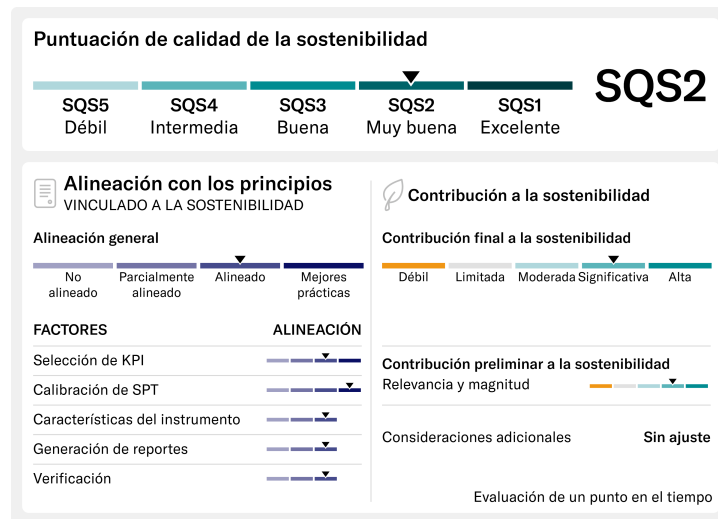 Puntuación de calidad de la sostenibilidad
SQS2
SQS5 SQS4 SQS3 SQS2 SQS1
Débil Intermedia Buena Muy buena Excelente
Alineación con los principios
VINCULADO A LA SOSTENIBILIDAD
Alineación general
No alineado
Parcialmente alineado
Alineado
Mejores prácticas
FACTORES ALINEACIÓN
Selección de KPI
Calibración de SPT
Características del instrumento
Generación de reportes
Verificación
Contribución a la sostenibilidad
Contribución final a la sostenibilidad
Débil Limitada Moderada Significativa Alta
Contribución preliminar a la sostenibilidad
Relevancia y magnitud
Consideraciones adicionales Sin ajuste
Evaluación de un punto en el tiempo